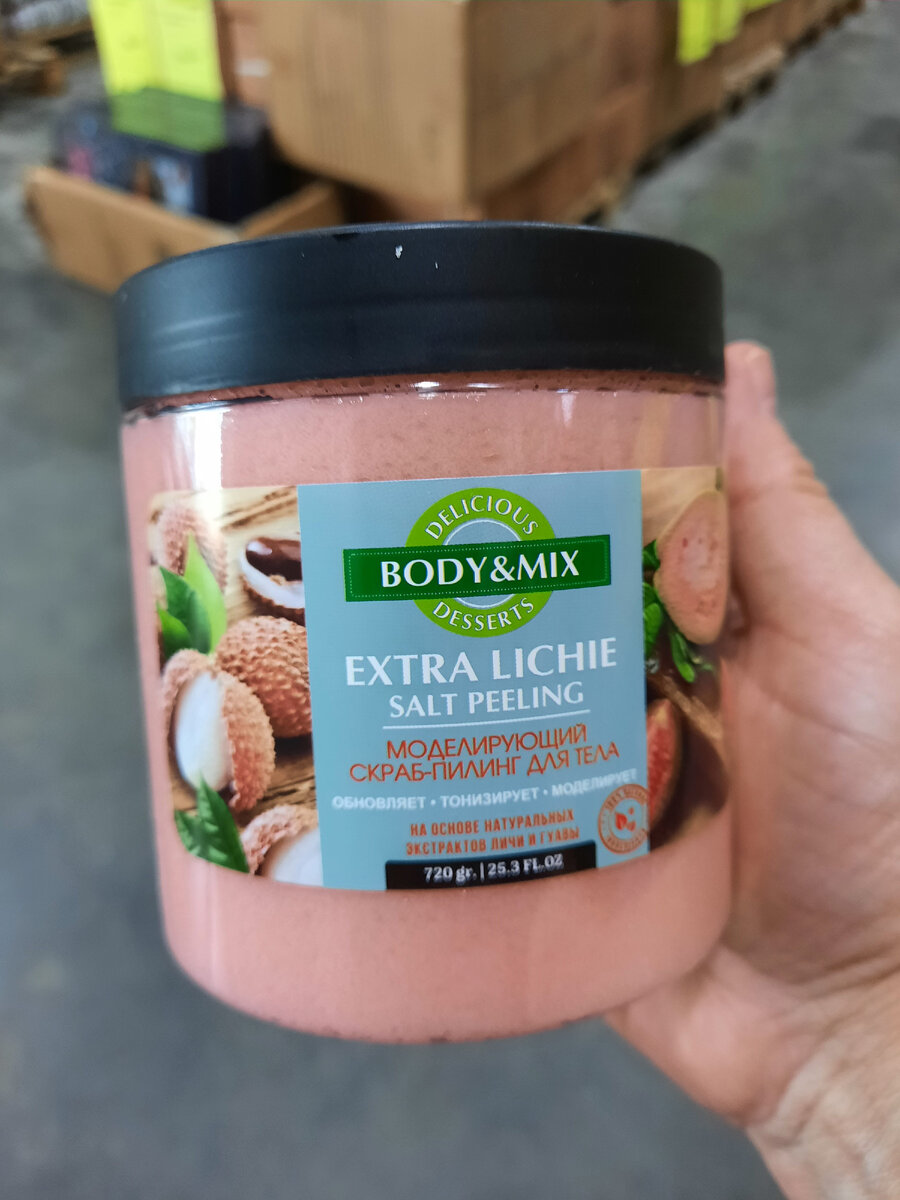 DELICIOUS
BODY&MIX
DESSERTS
EXTRA LICHIE
SALT PEELING
МОДЕЛИРУЮЩИЙ
СКРАБ-ПИЛИНГ ДЛЯ ТЕЛА
ОБНОВЛЯЕТ • ТОНИЗИРУЕТ • МОДЕЛИРУЕТ
НА ОСНОВЕ НАТУРАЛЬНЫХ
ЭКСТРАКТОВ ЛИЧИ И ГУАВЫ
720 gr. | 25.3 FL.OZ